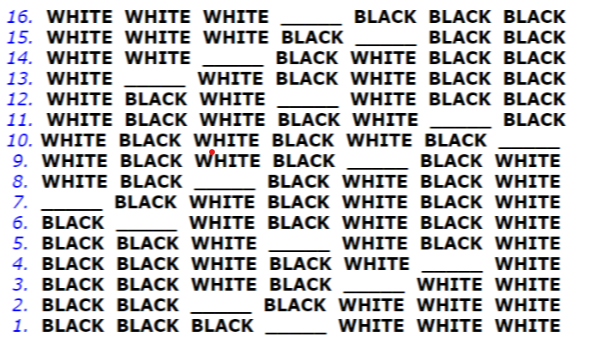 16. WHITE WHITE WHITE ______ BLACK BLACK BLACK
15. WHITE WHITE WHITE BLACK ______ BLACK BLACK
14. WHITE WHITE ______ BLACK WHITE BLACK BLACK
13. WHITE ______ WHITE BLACK WHITE BLACK BLACK
12. WHITE BLACK WHITE ______ WHITE BLACK BLACK
11. WHITE BLACK WHITE BLACK WHITE ______ BLACK
10. WHITE BLACK WHITE BLACK WHITE BLACK ______
9. WHITE BLACK WHITE BLACK ______ BLACK WHITE
8. WHITE BLACK ______ BLACK WHITE BLACK WHITE
7. ______ BLACK WHITE BLACK WHITE BLACK WHITE
6. BLACK ______ WHITE BLACK WHITE BLACK WHITE
5. BLACK BLACK WHITE ______ WHITE BLACK WHITE
4. BLACK BLACK WHITE BLACK WHITE ______ WHITE
3. BLACK BLACK WHITE BLACK ______ WHITE WHITE
2. BLACK BLACK ______ BLACK WHITE WHITE WHITE
1. BLACK BLACK BLACK ______ WHITE WHITE WHITE